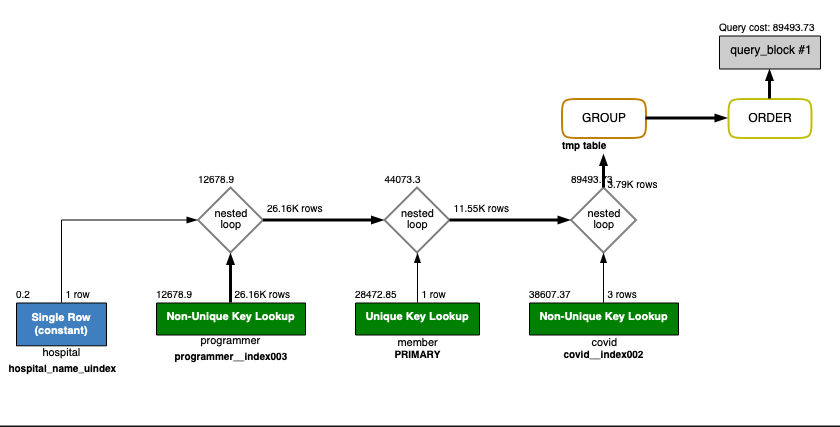 Query cost: 89493.73
query_block #1
GROUP
ORDER
tmp table
12678.9
44073.3
89493.73
3.79K rows
nested
loop
26.16K rows
nested
loop
11.55K rows
nested
loop
0.2
1 row
12678.9
26.16K rows
28472.85
1 row
38607.37
3 rows
Single Row
(constant)
Non-Unique Key Lookup
Unique Key Lookup
Non-Unique Key Lookup
hospital
programmer
member
covid
hospital_name_uindex
programmer__index003
PRIMARY
covid__index002